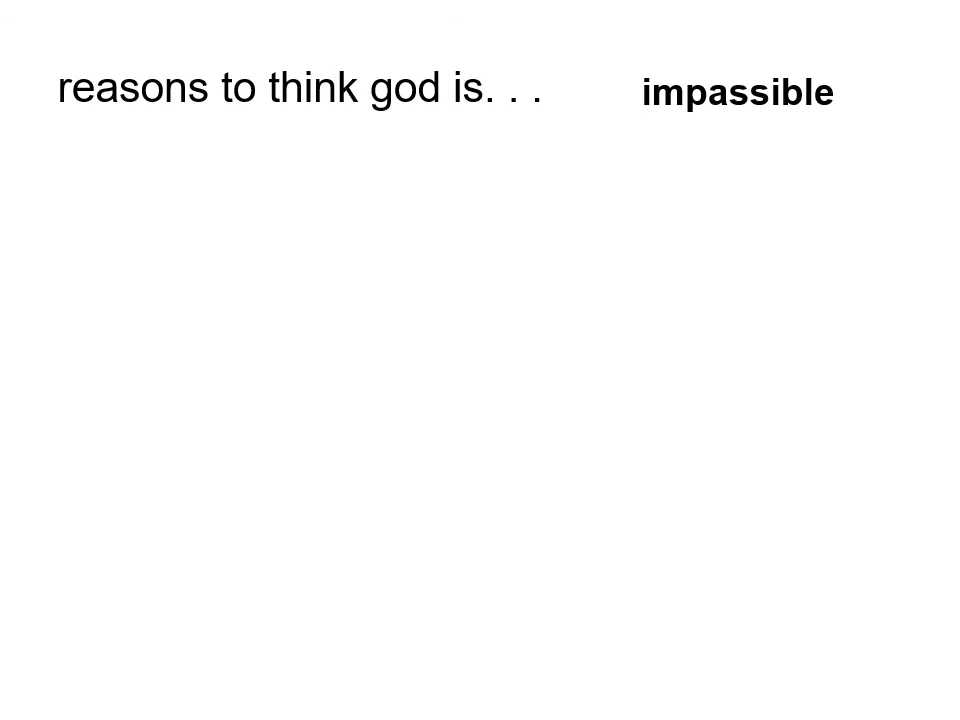 reasons to think god is. . . impassible